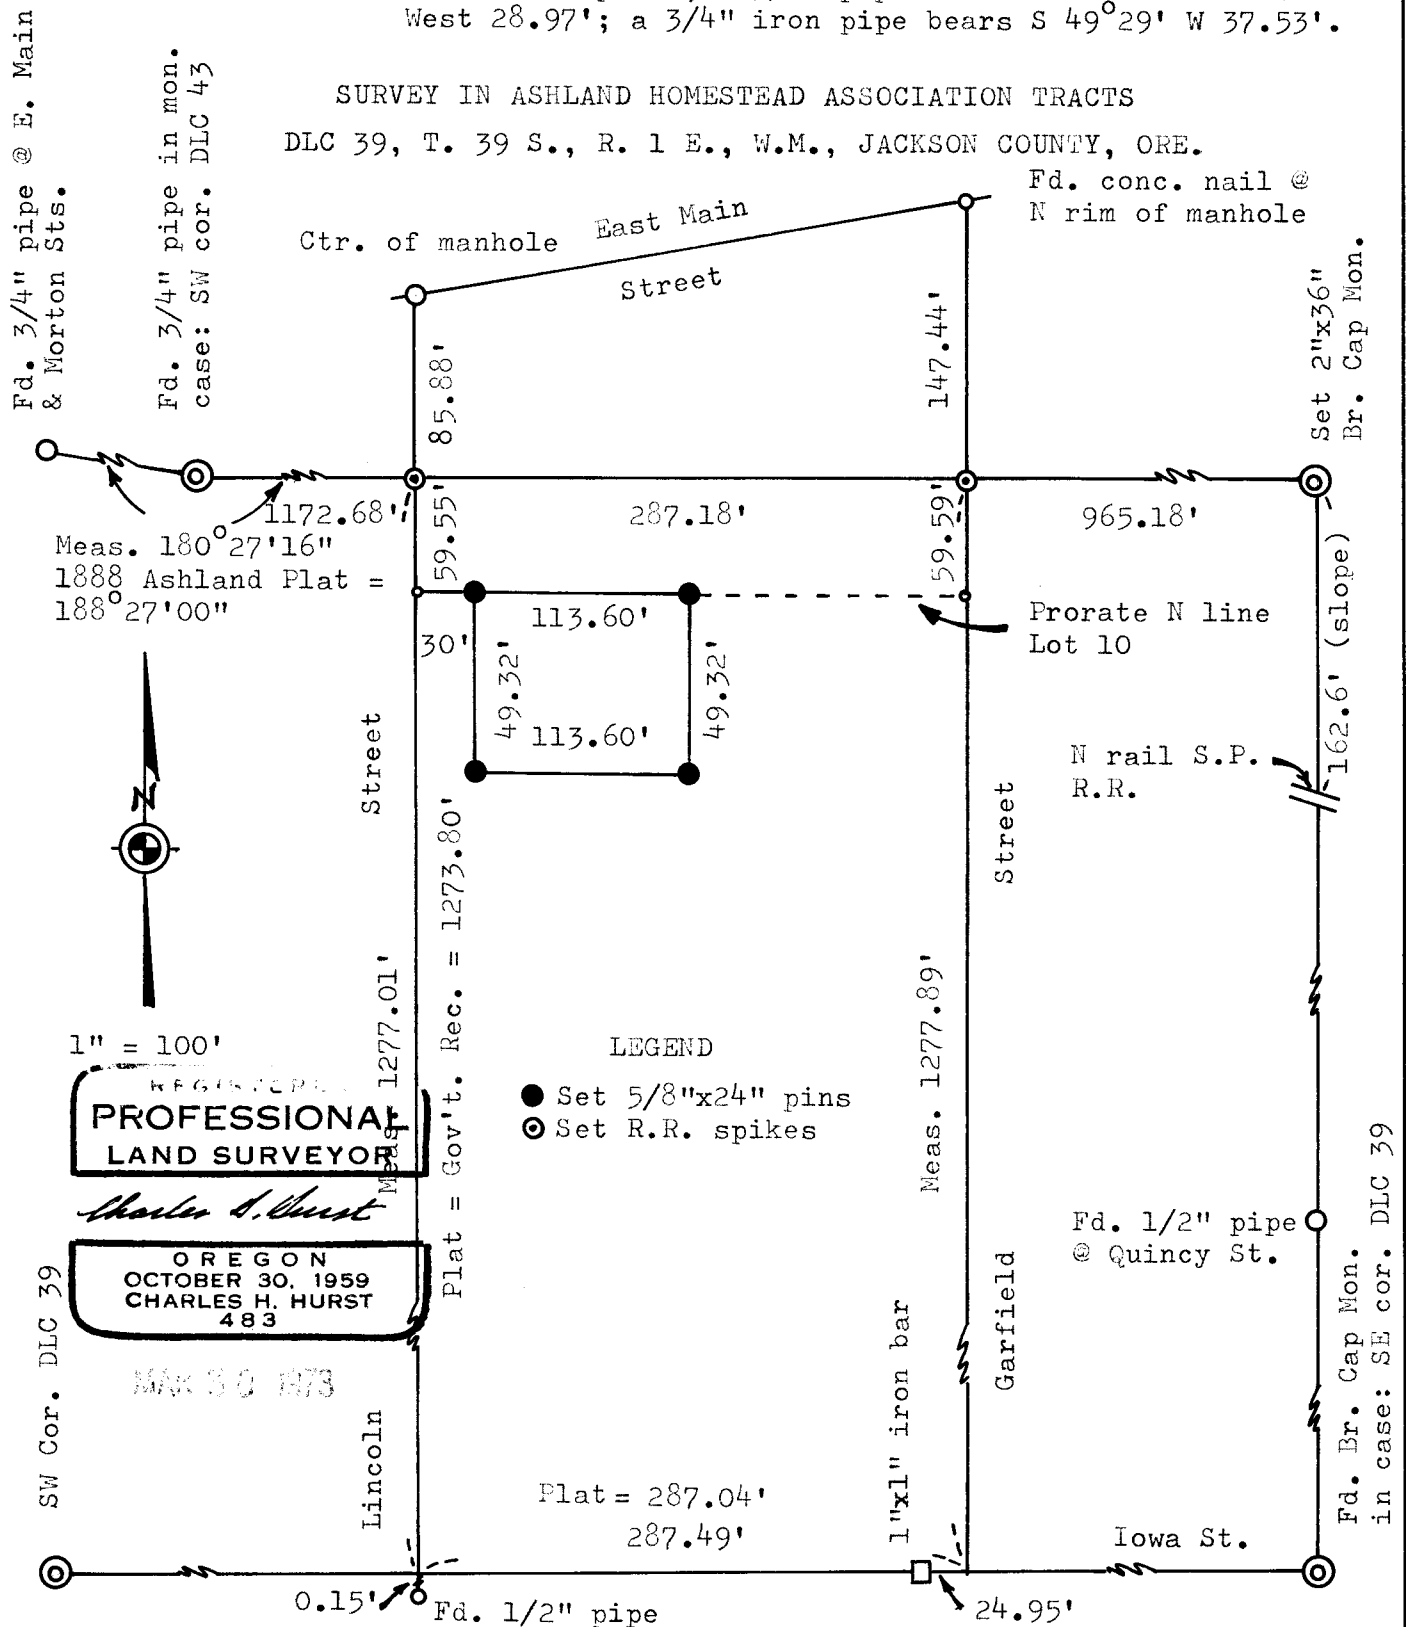 West 28.97'; a 3/4" iron pipe bears S 49°29' W 37.53'.
SURVEY IN ASHLAND HOMESTEAD ASSOCIATION TRACTS
DLC 39, T. 39 S., R. 1 E., W.M., JACKSON COUNTY, ORE.
Fd. 3/4" pipe @ E. Main
& Morton Sts.
Fd. 3/4" pipe in mon.
case: SW cor. DLC 43
Ctr. of manhole
East Main
Street
Fd. conc. nail @
N rim of manhole
Set 2"x36"
Br. Cap Mon.
85.88'
147.44'
1172.68'
59.55'
287.18'
59.59'
965.18'
Meas. 180°27'16"
1888 Ashland Plat =
188°27'00"
30'
113.60'
49.32'
49.32'
113.60'
Prorate N line
Lot 10
162.6' (slope)
N rail S.P.
R.R.
Street
Street
N
1" = 100'
Meas. 1277.01'
Plat = Gov't. Rec. = 1273.80'
Meas. 1277.89'
LEGEND
Set 5/8"x24" pins
Set R.R. spikes
REGISTERED
PROFESSIONAL
LAND SURVEYOR
Charles H. Hurst
OREGON
OCTOBER 30, 1959
CHARLES H. HURST
483
MAR 30 1973
SW Cor. DLC 39
Lincoln
Garfield
Fd. 1/2" pipe
@ Quincy St.
Fd. Br. Cap Mon.
in case: SE cor. DLC 39
1"x1" iron bar
Plat = 287.04'
287.49'
Iowa St.
0.15'
Fd. 1/2" pipe
24.95'